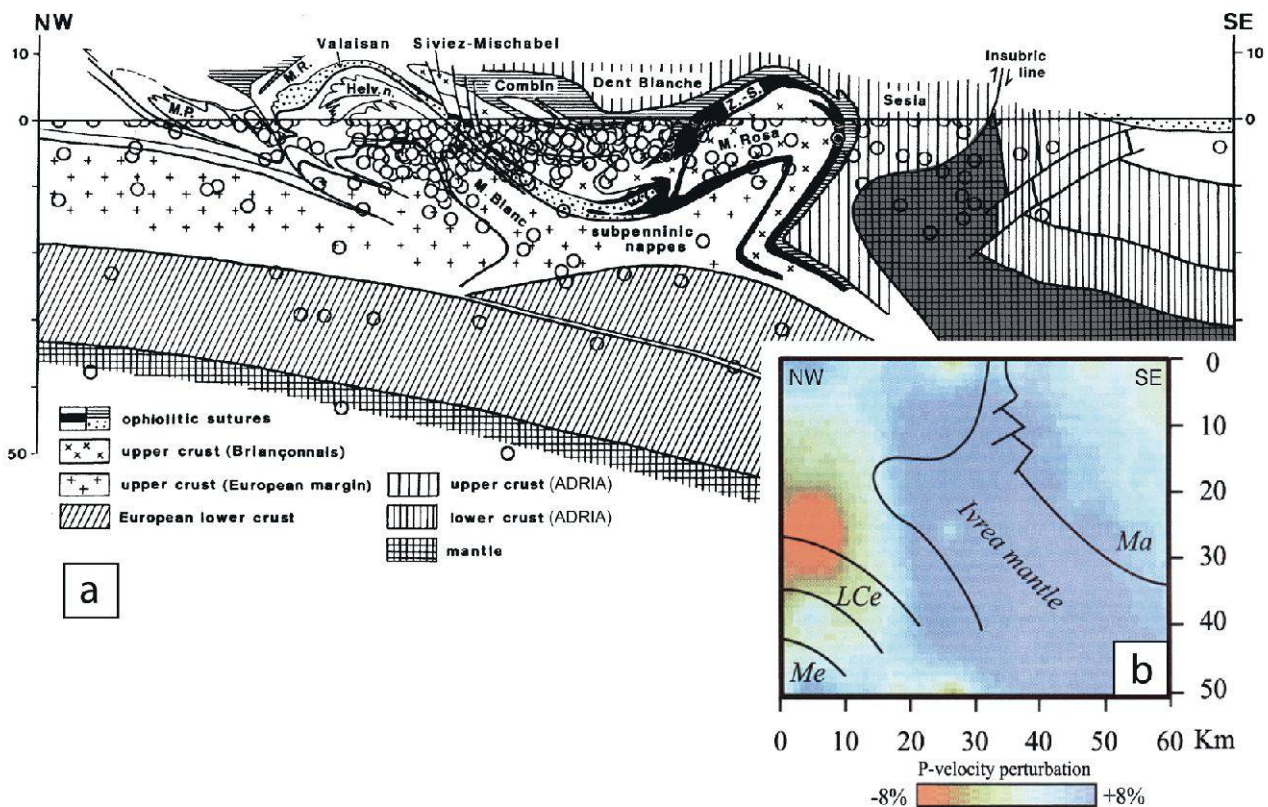 NW
SE
Valaisan
Siviez-Mischabel
Insubric
line
10
10
M.R.
Combin
Dent Blanche
Sesia
Helv.n.
Z.-S.
M.P.
0
0
M. Rosa
M. Blanc
subpenninic
nappes
50
ophiolitic sutures
upper crust (Briançonnais)
upper crust (European margin)
European lower crust
upper crust (ADRIA)
lower crust (ADRIA)
mantle
a
NW
SE
0
10
20
30
40
50
Ivrea mantle
Ma
LCe
Me
b
0 10 20 30 40 50 60 Km
P-velocity perturbation
-8% +8%